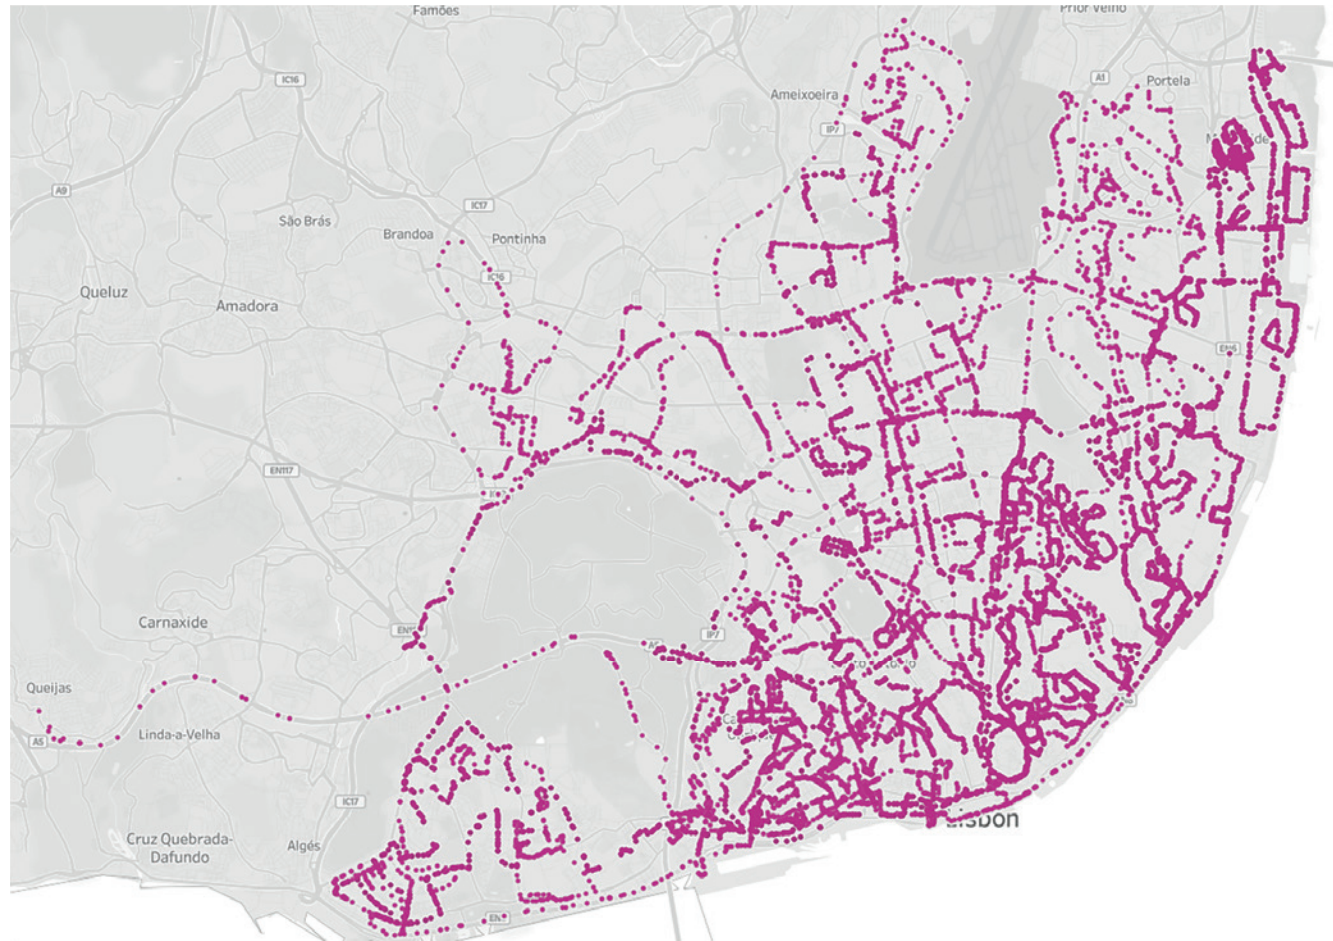 Famões
Prior Velho
IC16
A1
Portela
Ameixoeira
IP7
A9
IC17
São Brás
Brandoa
Pontinha
IC16
Queluz
Amadora
EN6
EN117
Carnaxide
IP7
Queijas
A5
Linda-a-Velha
IC17
Cruz Quebrada-
Dafundo
Algés
Lisbon